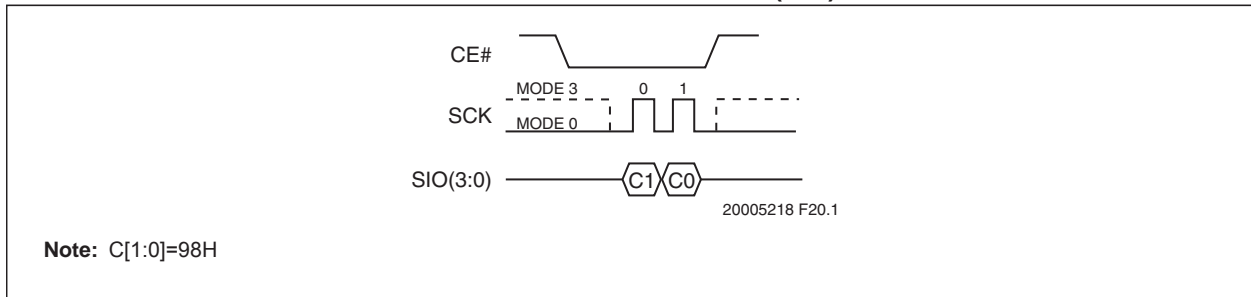 CE#
MODE 3 0 1
SCK
MODE 0
SIO(3:0) C1 C0
20005218 F20.1
Note: C[1:0]=98H